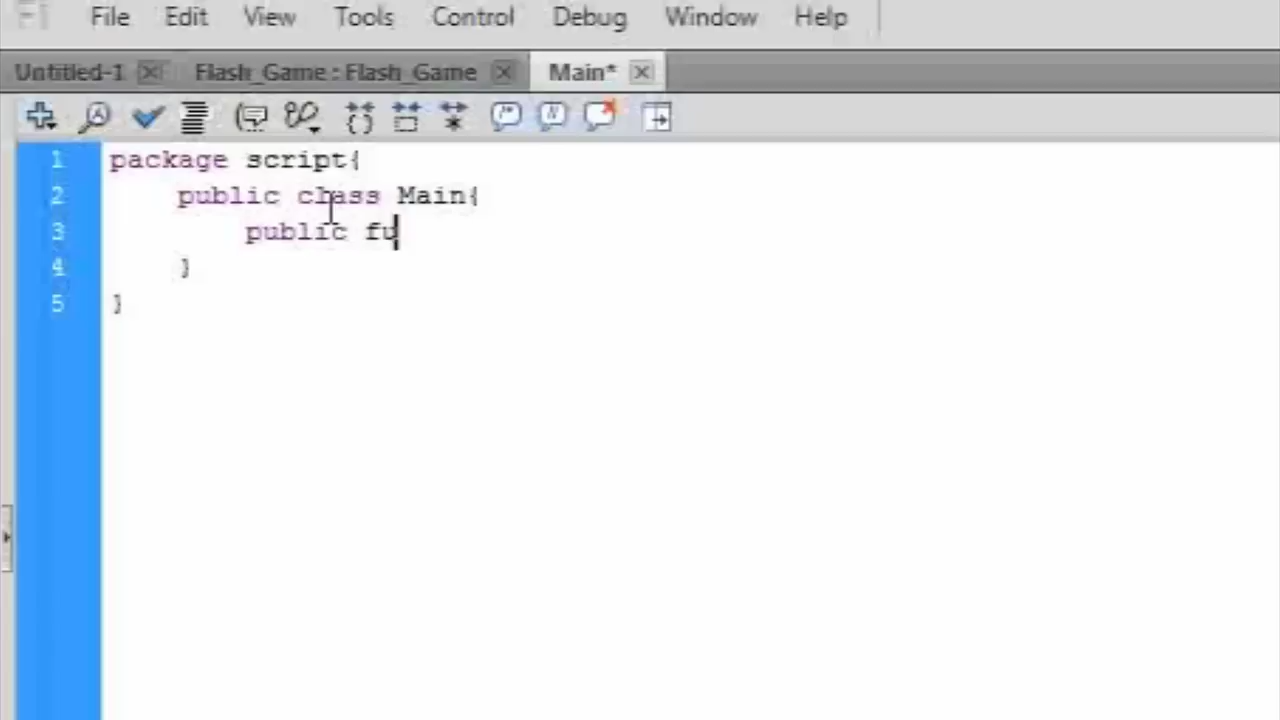 File Edit View Tools Control Debug Window Help
Untitled-1 Flash_Game : Flash_Game Main*
1 package script{
2 public class Main{
3 public fu
4 }
5 }